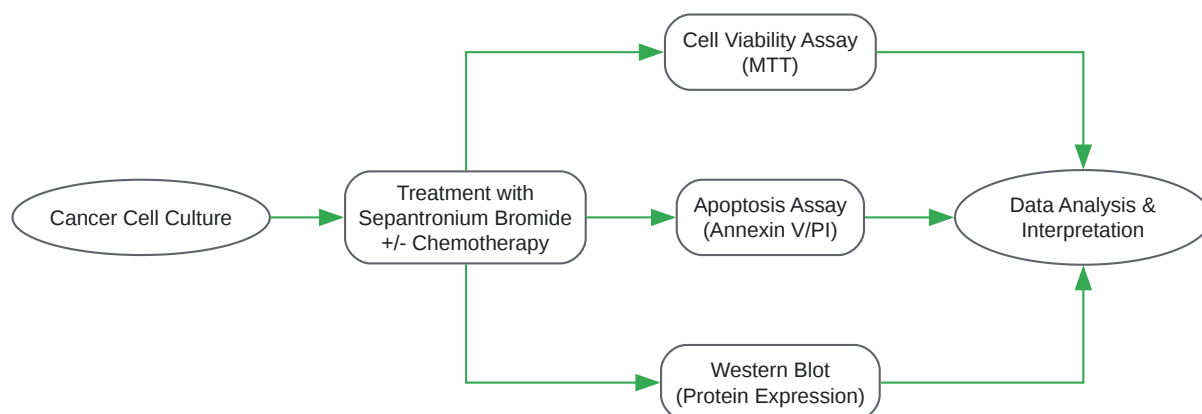 Cancer Cell Culture
Treatment with
Sepantronium Bromide
+/- Chemotherapy
Cell Viability Assay
(MTT)
Apoptosis Assay
(Annexin V/PI)
Western Blot
(Protein Expression)
Data Analysis &
Interpretation